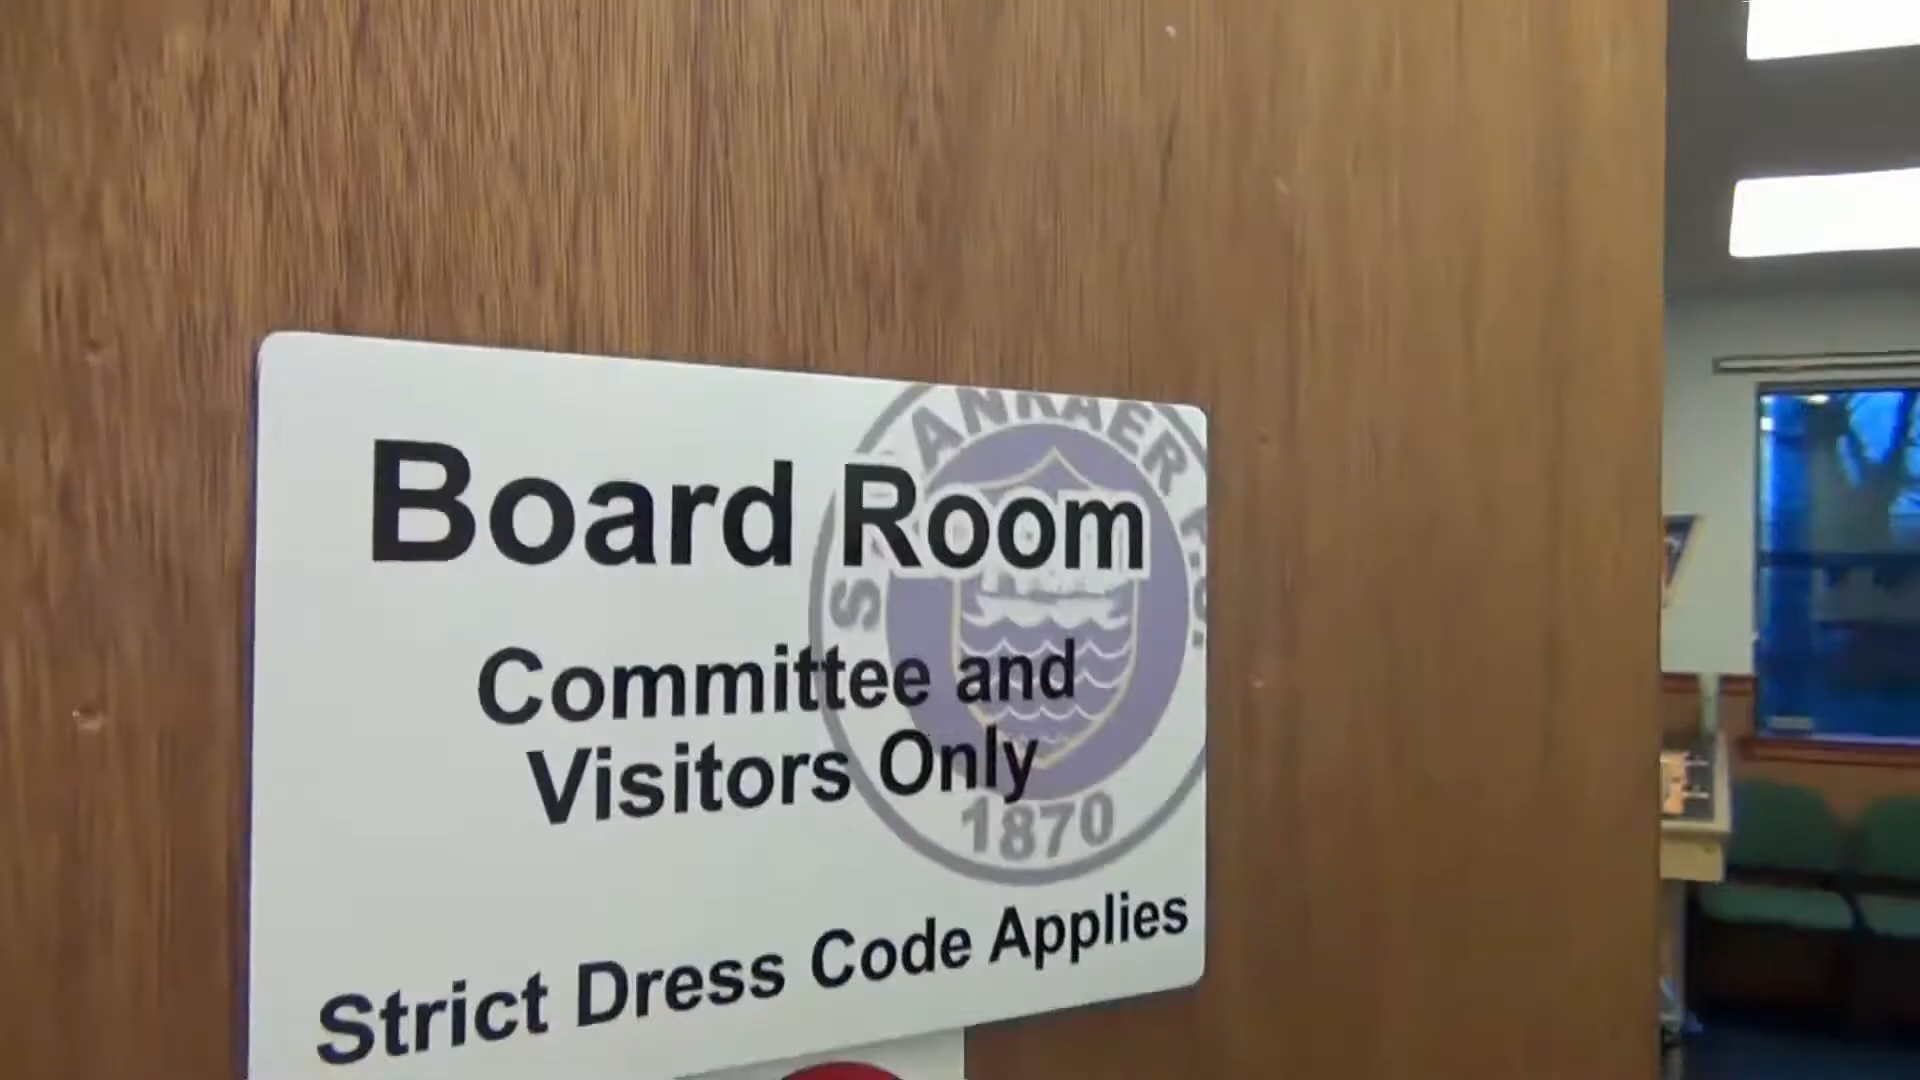 Board Room
Committee and
Visitors Only
1870
Strict Dress Code Applies